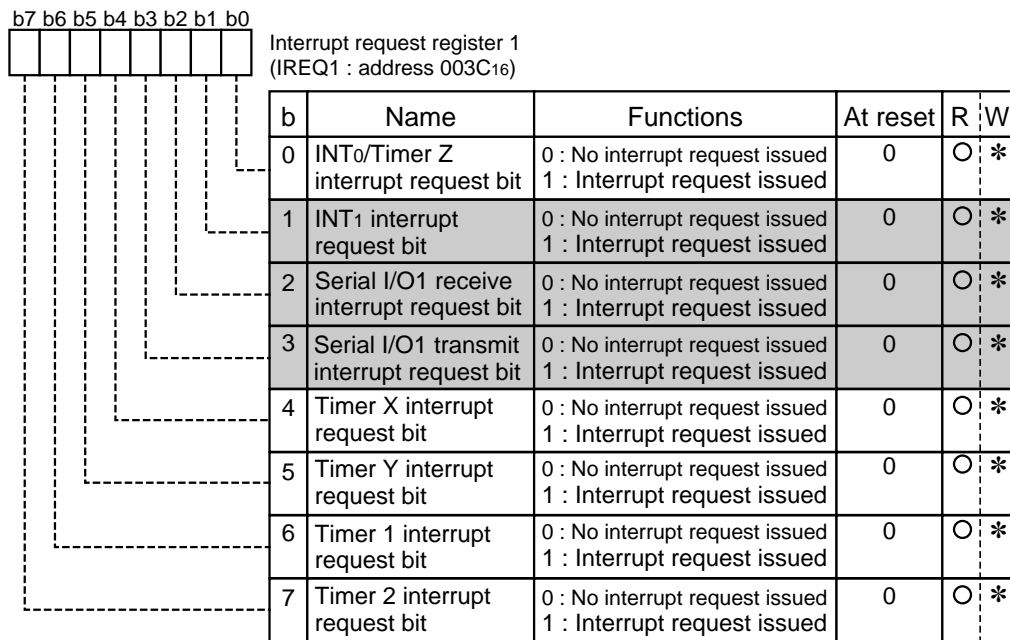 b7 b6 b5 b4 b3 b2 b1 b0
Interrupt request register 1
(IREQ1 : address 003C16)
b Name Functions At reset R W
0 INT0/Timer Z 0 : No interrupt request issued 0 ○ ✻
interrupt request bit 1 : Interrupt request issued
1 INT1 interrupt 0 : No interrupt request issued 0 ○ ✻
request bit 1 : Interrupt request issued
2 Serial I/O1 receive 0 : No interrupt request issued 0 ○ ✻
interrupt request bit 1 : Interrupt request issued
3 Serial I/O1 transmit 0 : No interrupt request issued 0 ○ ✻
interrupt request bit 1 : Interrupt request issued
4 Timer X interrupt 0 : No interrupt request issued 0 ○ ✻
request bit 1 : Interrupt request issued
5 Timer Y interrupt 0 : No interrupt request issued 0 ○ ✻
request bit 1 : Interrupt request issued
6 Timer 1 interrupt 0 : No interrupt request issued 0 ○ ✻
request bit 1 : Interrupt request issued
7 Timer 2 interrupt 0 : No interrupt request issued 0 ○ ✻
request bit 1 : Interrupt request issued